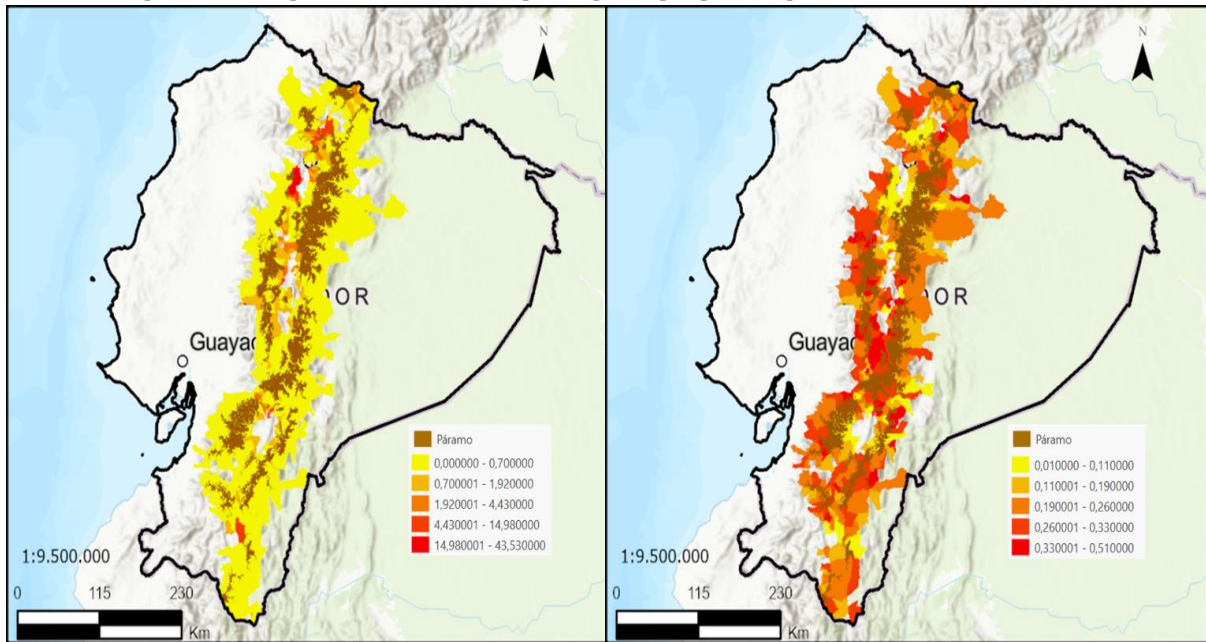 N
DOR
Guayac
Páramo
0,000000 - 0,700000
0,700001 - 1,920000
1,920001 - 4,430000
4,430001 - 14,980000
14,980001 - 43,530000
1:9.500.000
0 115 230
Km
N
DOR
Guayac
Páramo
0,010000 - 0,110000
0,110001 - 0,190000
0,190001 - 0,260000
0,260001 - 0,330000
0,330001 - 0,510000
1:9.500.000
0 115 230
Km